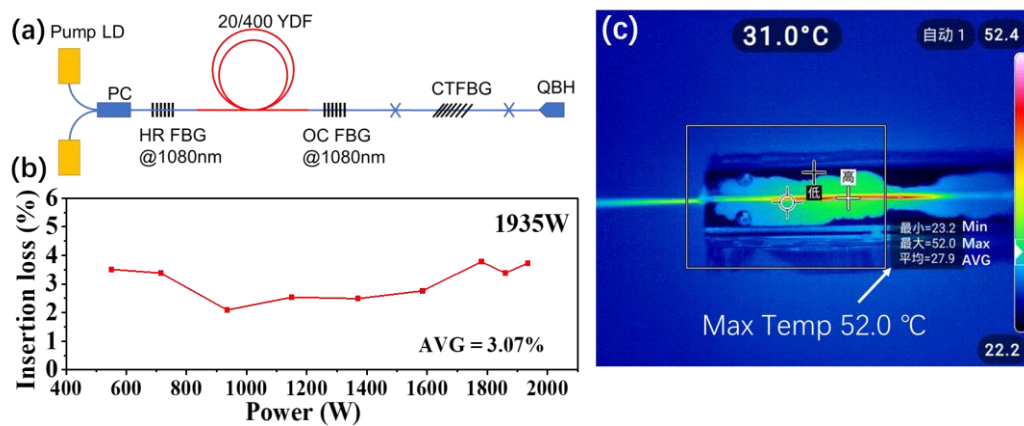 (a)
20/400 YDF
Pump LD
PC
CTFBG
QBH
HR FBG
@1080nm
OC FBG
@1080nm
(b)
6
5
4
3
2
1
0
Insertion loss (%)
1935W
AVG = 3.07%
400 600 800 1000 1200 1400 1600 1800 2000
Power (W)
(c)
31.0°C
自动 1
52.4
高
低
最小=23.2 Min
最大=52.0 Max
平均=27.9 AVG
Max Temp 52.0 ℃
22.2